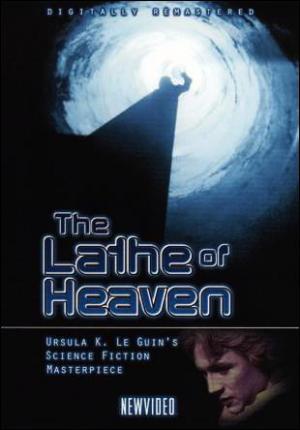 DIGITALLY REMASTERED
The
Lathe of
Heaven
URSULA K. LE GUIN'S
SCIENCE FICTION
MASTERPIECE
NEWVIDEO